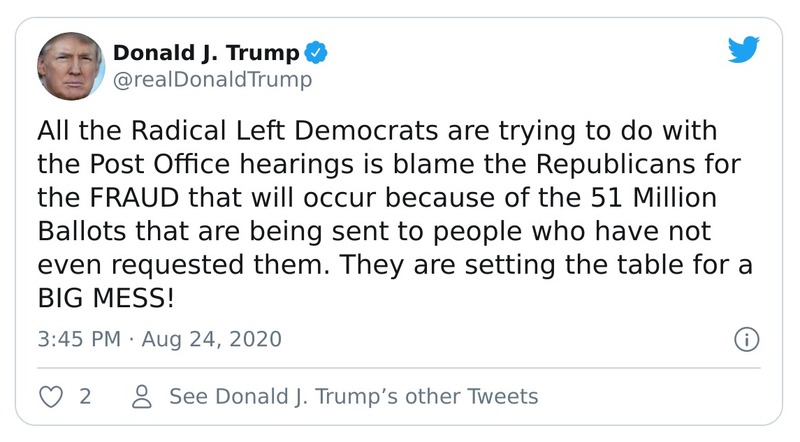 Donald J. Trump
@realDonaldTrump
All the Radical Left Democrats are trying to do with
the Post Office hearings is blame the Republicans for
the FRAUD that will occur because of the 51 Million
Ballots that are being sent to people who have not
even requested them. They are setting the table for a
BIG MESS!
3:45 PM · Aug 24, 2020
2 See Donald J. Trump’s other Tweets